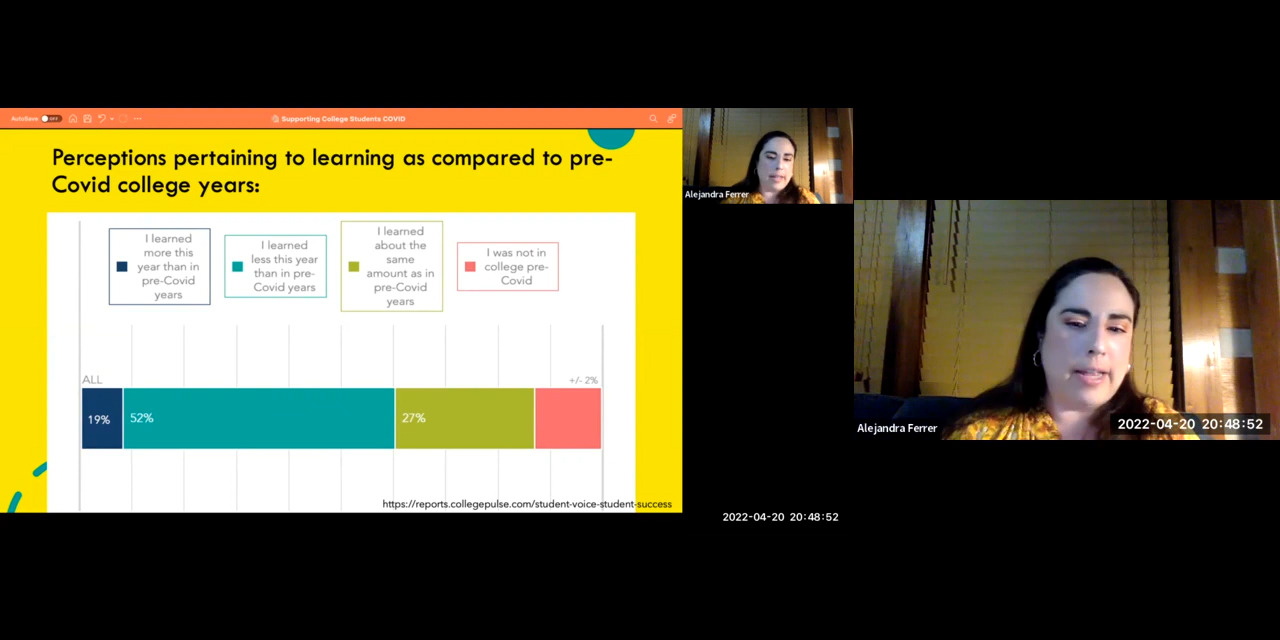 AutoSave OFF
Supporting College Students COVID
Perceptions pertaining to learning as compared to pre-
Covid college years:
I learned
more this
year than in
pre-Covid
years
I learned
less this year
than in pre-
Covid years
I learned
about the
same
amount as in
pre-Covid
years
I was not in
college pre-
Covid
ALL
+/- 2%
19%
52%
27%
https://reports.collegepulse.com/student-voice-student-success
Alejandra Ferrer
2022-04-20 20:48:52
Alejandra Ferrer
2022-04-20 20:48:52